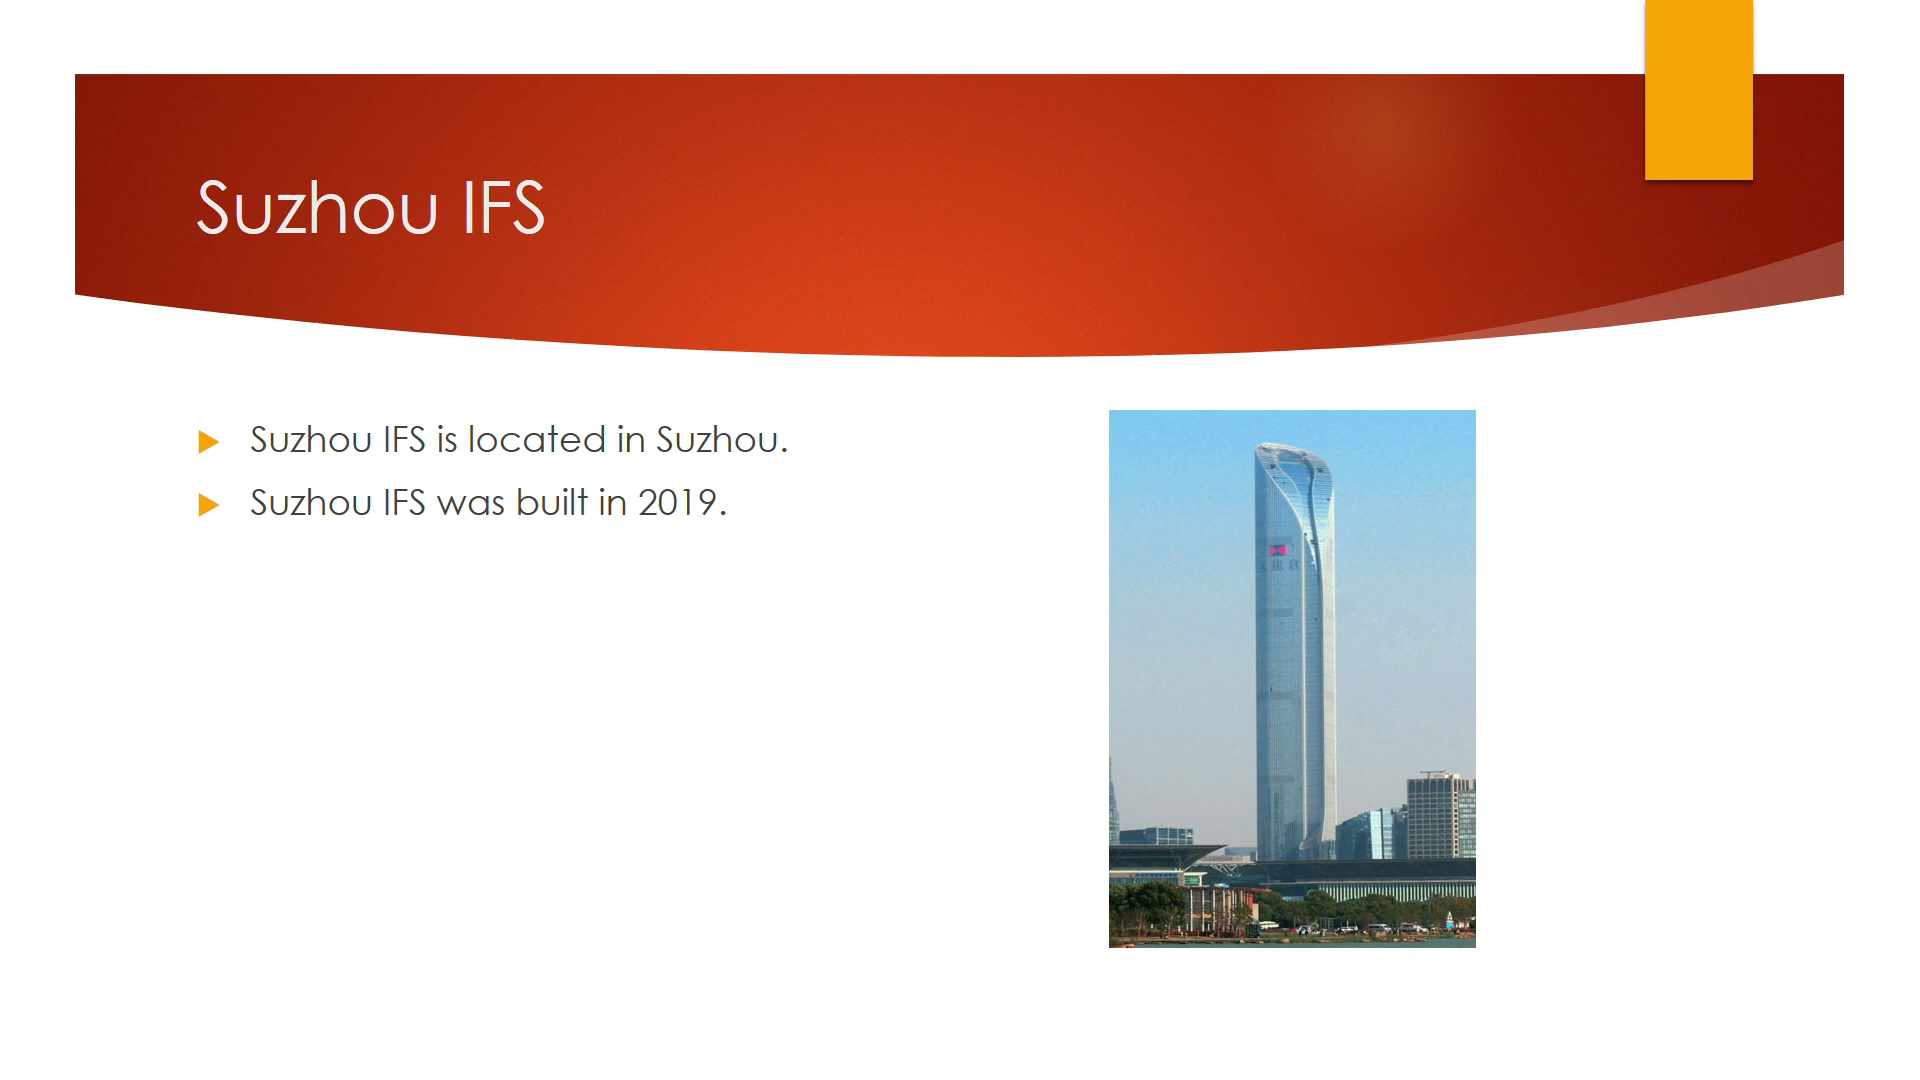 Suzhou IFS
Suzhou IFS is located in Suzhou.
Suzhou IFS was built in 2019.